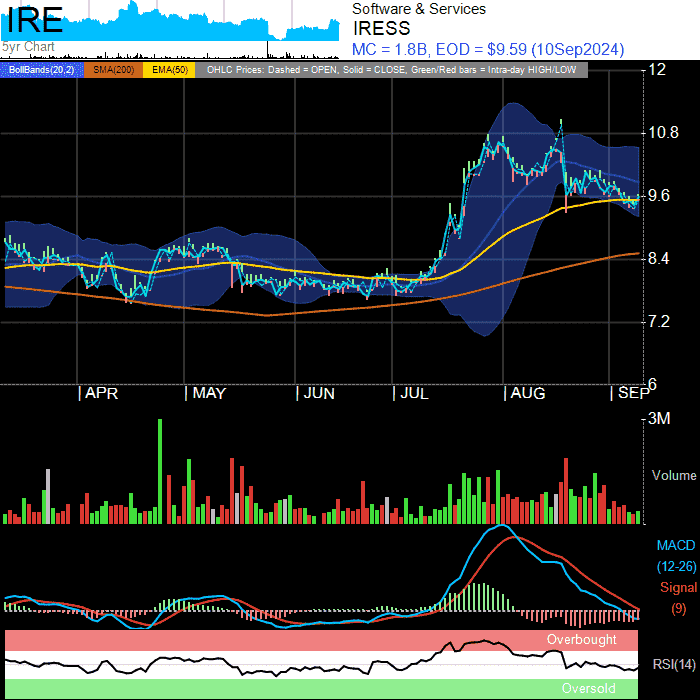 IRE
5yr Chart
Software & Services
IRESS
MC = 1.8B, EOD = $9.59 (10Sep2024)
BollBands(20,2) SMA(200) EMA(50) OHLC Prices: Dashed = OPEN, Solid = CLOSE, Green/Red bars = Intra-day HIGH/LOW
12
10.8
9.6
8.4
7.2
6
| APR | MAY | JUN | JUL | AUG | SEP
3M
Volume
MACD
(12-26)
Signal
(9)
Overbought
RSI(14)
Oversold